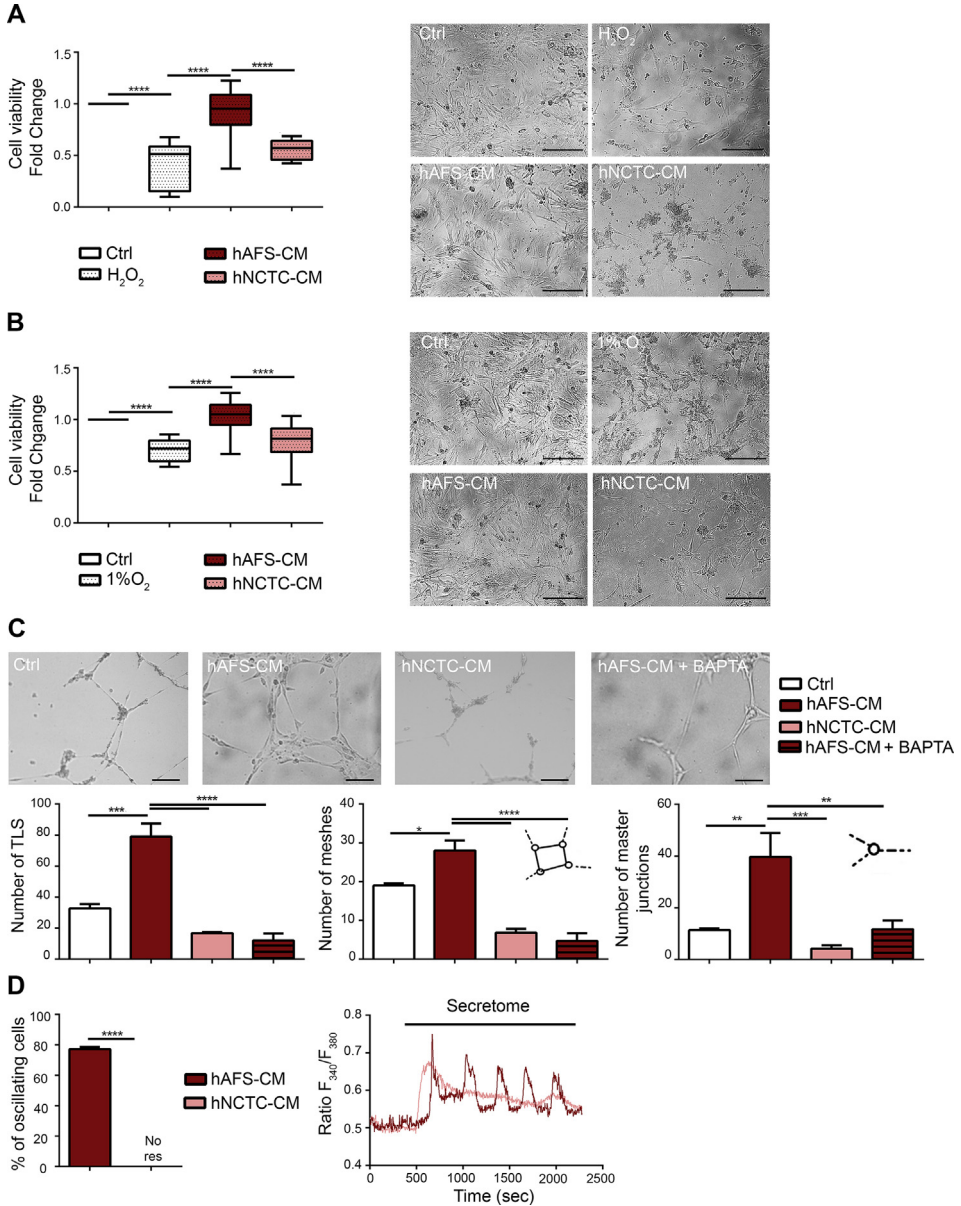 A
Cell viability
Fold Change
1.5
1.0
0.5
0.0
****
****
****
Ctrl
H2O2
hAFS-CM
hNCTC-CM
Ctrl
H2O2
hAFS-CM
hNCTC-CM
B
Cell viability
Fold Chgange
1.5
1.0
0.5
0.0
****
****
****
Ctrl
1%O2
hAFS-CM
hNCTC-CM
Ctrl
1% O2
hAFS-CM
hNCTC-CM
C
Ctrl
hAFS-CM
hNCTC-CM
hAFS-CM + BAPTA
Ctrl
hAFS-CM
hNCTC-CM
hAFS-CM + BAPTA
Number of TLS
100
80
60
40
20
0
***
****
Number of meshes
40
30
20
10
0
*
****
Number of master
junctions
60
40
20
0
**
***
**
D
% of oscillating cells
100
80
60
40
20
0
****
No
res
hAFS-CM
hNCTC-CM
Secretome
Ratio F340/F380
0.8
0.7
0.6
0.5
0.4
0
500
1000
1500
2000
2500
Time (sec)